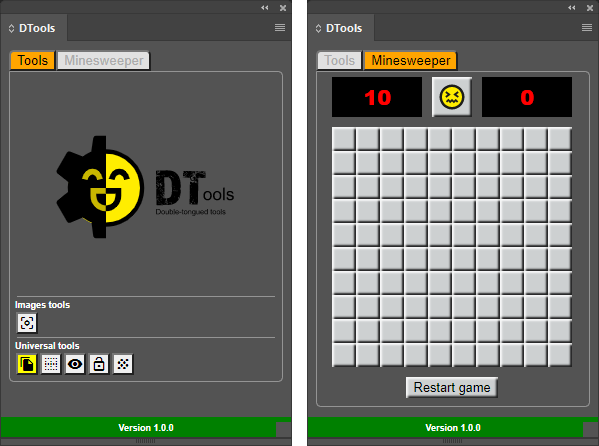 DTools
Tools Minesweeper
DTools
Double-tongued tools
Images tools
Universal tools
Version 1.0.0
DTools
Tools Minesweeper
10 0
Restart game
Version 1.0.0